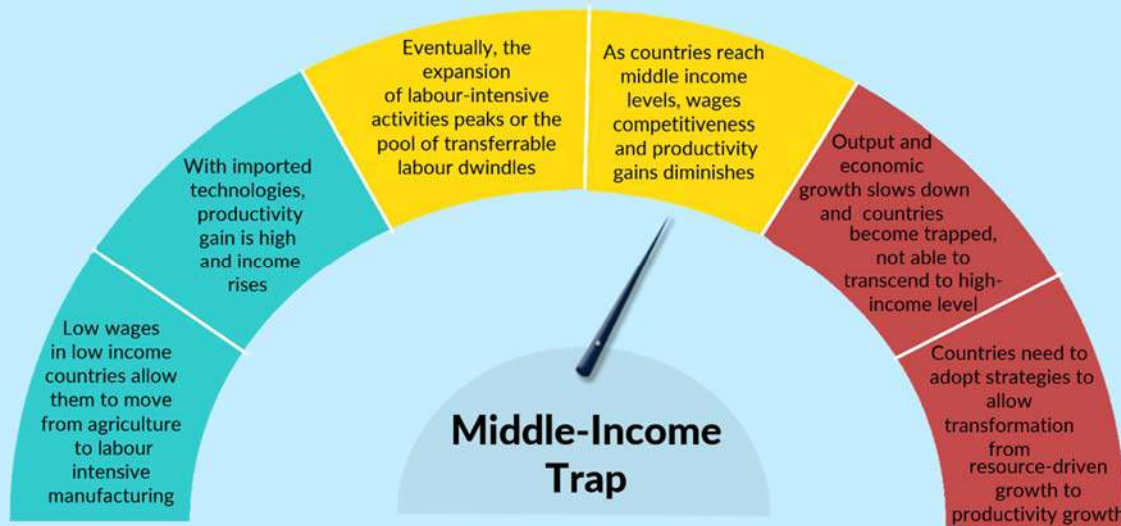 Low wages
in low income
countries allow
them to move
from agriculture
to labour
intensive
manufacturing
With imported
technologies,
productivity
gain is high
and income
rises
Eventually, the
expansion
of labour-intensive
activities peaks or the
pool of transferrable
labour dwindles
As countries reach
middle income
levels, wages
competitiveness
and productivity
gains diminishes
Output and
economic
growth slows down
and countries
become trapped,
not able to
transcend to high-
income level
Countries need to
adopt strategies to
allow
transformation
from
resource-driven
growth to
productivity growth
Middle-Income
Trap